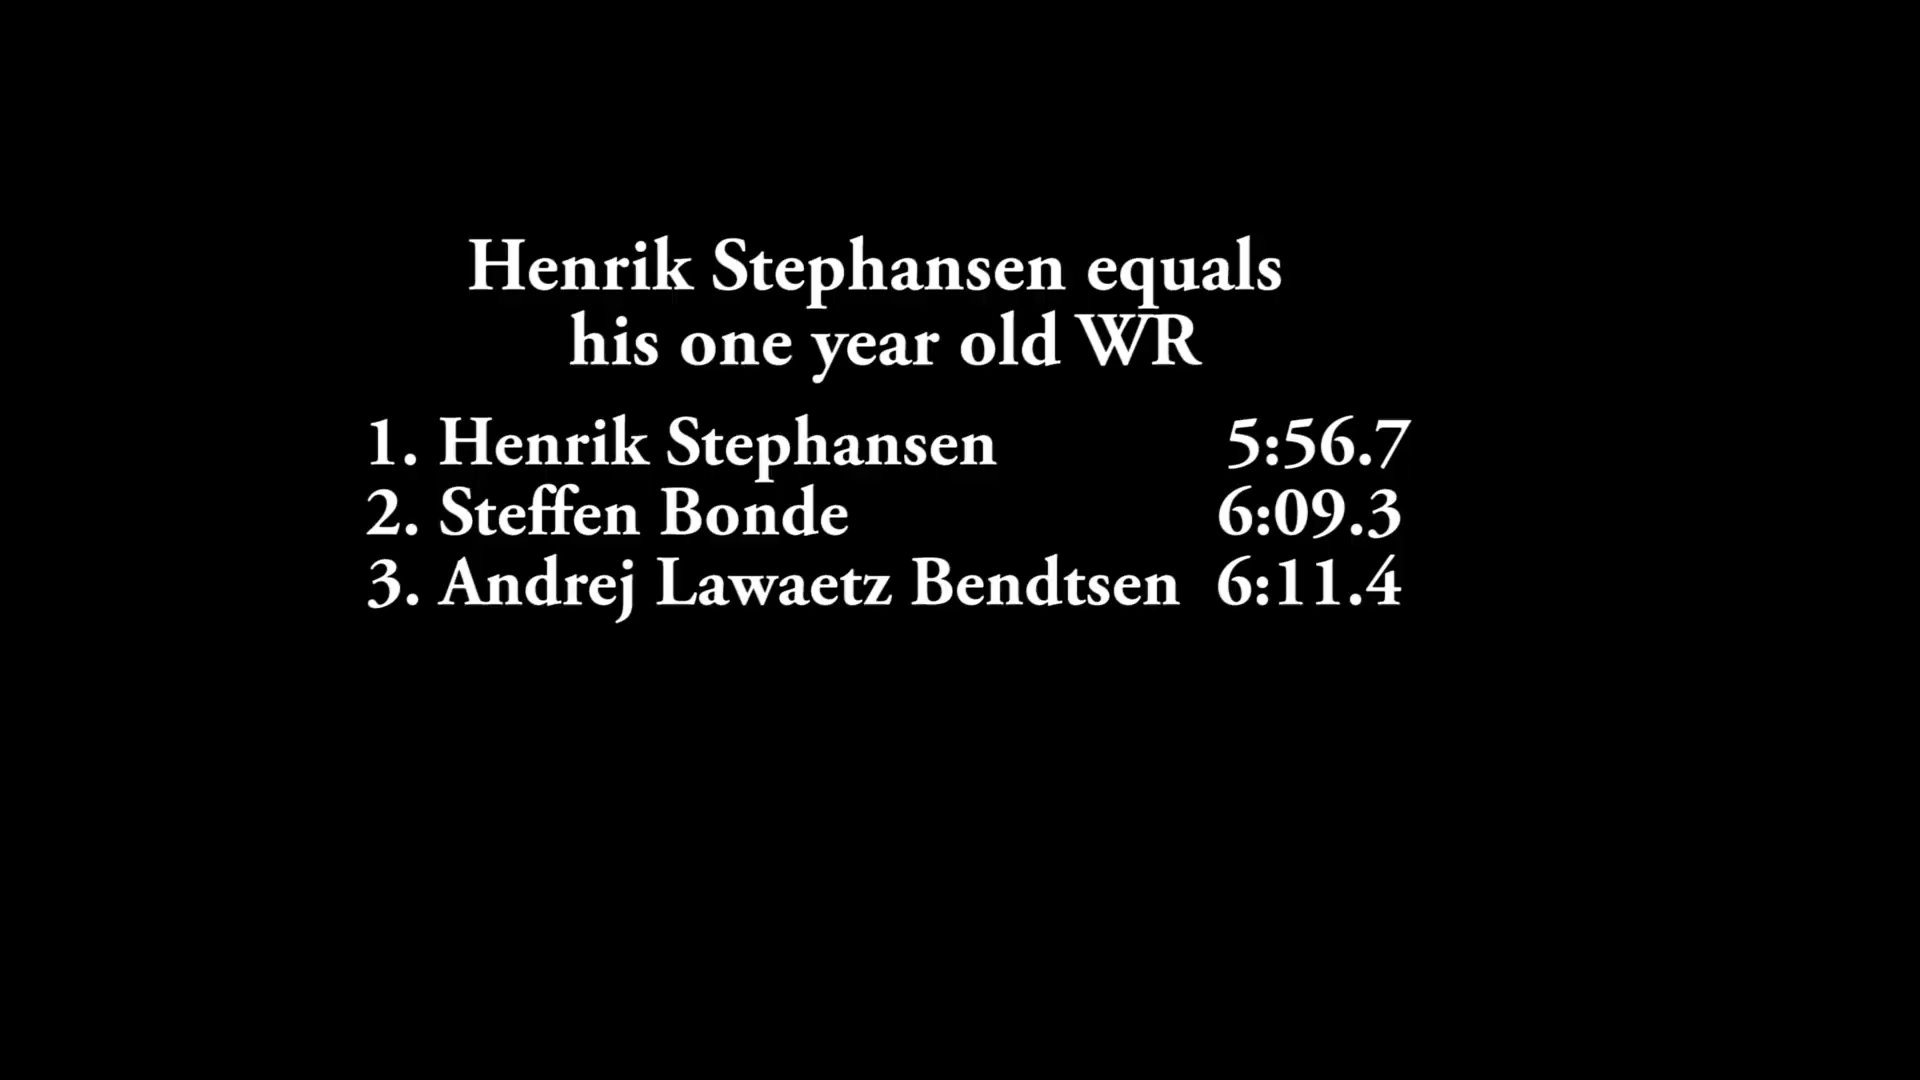 Henrik Stephansen equals
his one year old WR
1. Henrik Stephansen 5:56.7
2. Steffen Bonde 6:09.3
3. Andrej Lawaetz Bendtsen 6:11.4